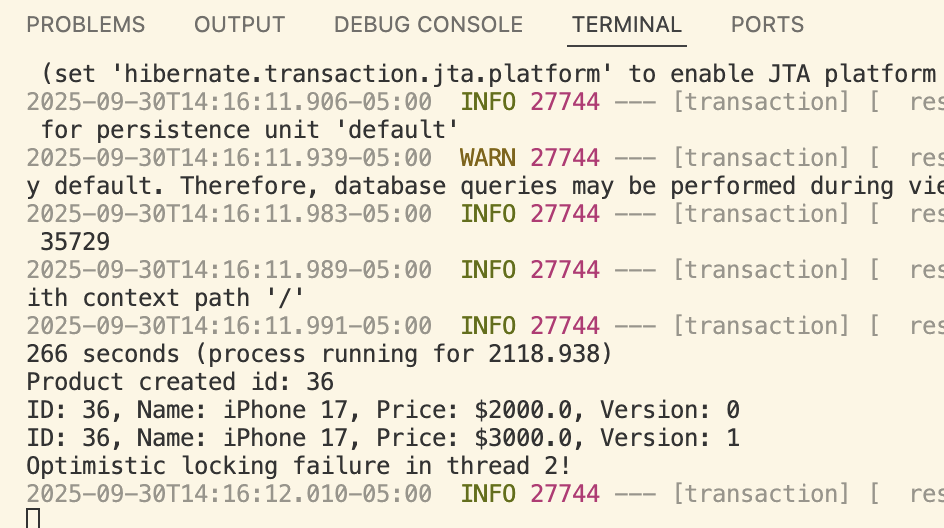 PROBLEMS OUTPUT DEBUG CONSOLE TERMINAL PORTS
(set 'hibernate.transaction.jta.platform' to enable JTA platform
2025-09-30T14:16:11.906-05:00  INFO 27744 --- [transaction] [  res
 for persistence unit 'default'
2025-09-30T14:16:11.939-05:00  WARN 27744 --- [transaction] [  res
y default. Therefore, database queries may be performed during vie
2025-09-30T14:16:11.983-05:00  INFO 27744 --- [transaction] [  res
 35729
2025-09-30T14:16:11.989-05:00  INFO 27744 --- [transaction] [  res
ith context path '/'
2025-09-30T14:16:11.991-05:00  INFO 27744 --- [transaction] [  res
266 seconds (process running for 2118.938)
Product created id: 36
ID: 36, Name: iPhone 17, Price: $2000.0, Version: 0
ID: 36, Name: iPhone 17, Price: $3000.0, Version: 1
Optimistic locking failure in thread 2!
2025-09-30T14:16:12.010-05:00  INFO 27744 --- [transaction] [  res